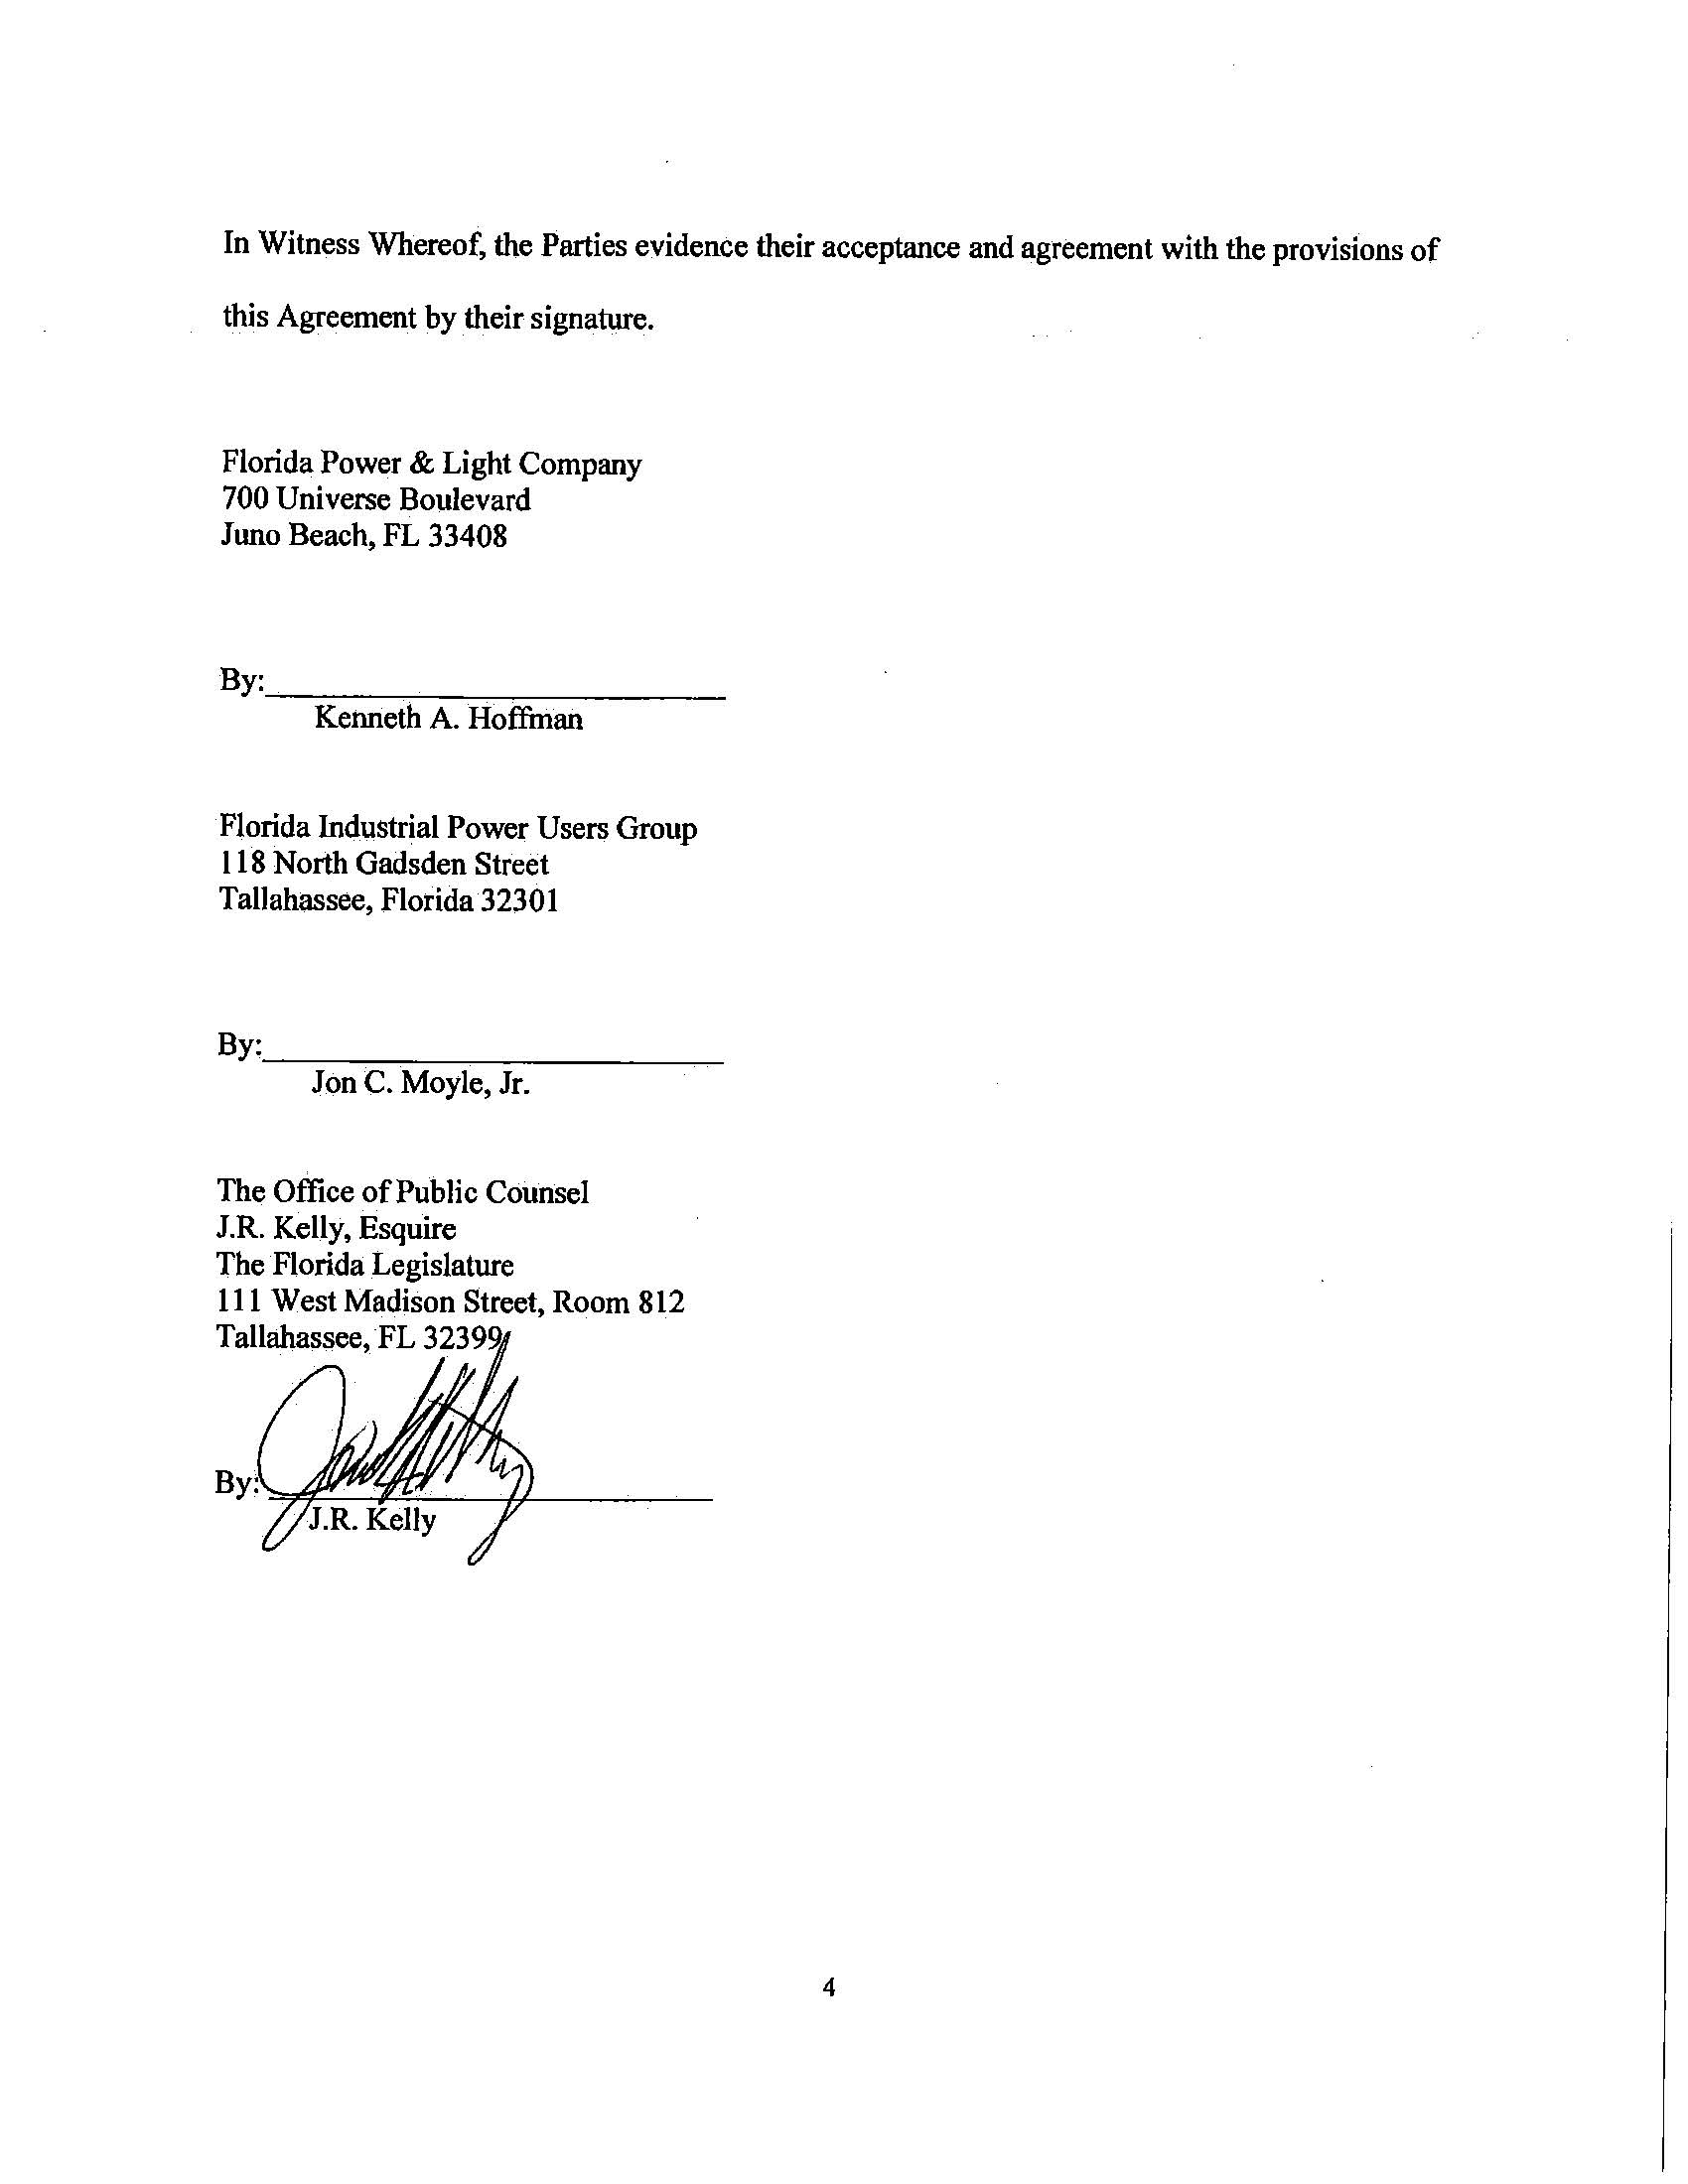 In Witness Whereof, the Parties evidence their acceptance and agreement with the provisions of
this Agreement by their signature.
Florida Power & Light Company
700 Universe Boulevard
Juno Beach, FL 33408
By:
Kenneth A. Hoffman
Florida Industrial Power Users Group
118 North Gadsden Street
Tallahassee, Florida 32301
By:
Jon C. Moyle, Jr.
The Office of Public Counsel
J.R. Kelly, Esquire
The Florida Legislature
111 West Madison Street, Room 812
Tallahassee, FL 32399
By:
J.R. Kelly
4